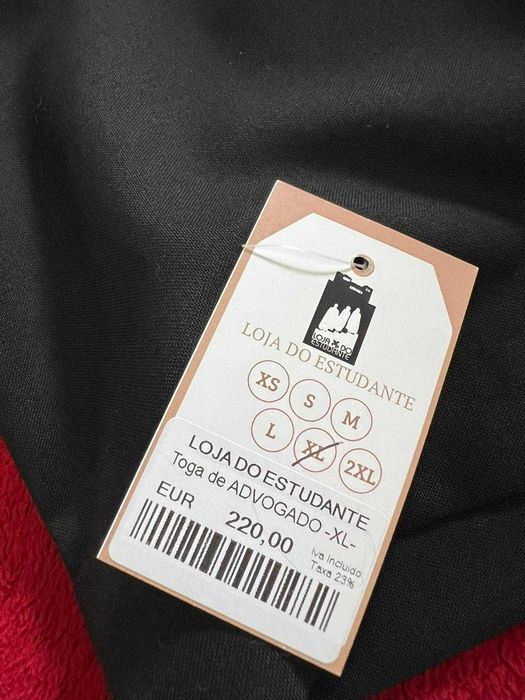 LOJA DO
ESTUDANTE
LOJA DO ESTUDANTE
XS S M
L XL 2XL
LOJA DO ESTUDANTE
Toga de ADVOGADO -XL-
EUR 220,00
Iva Incluido
Taxa 23%